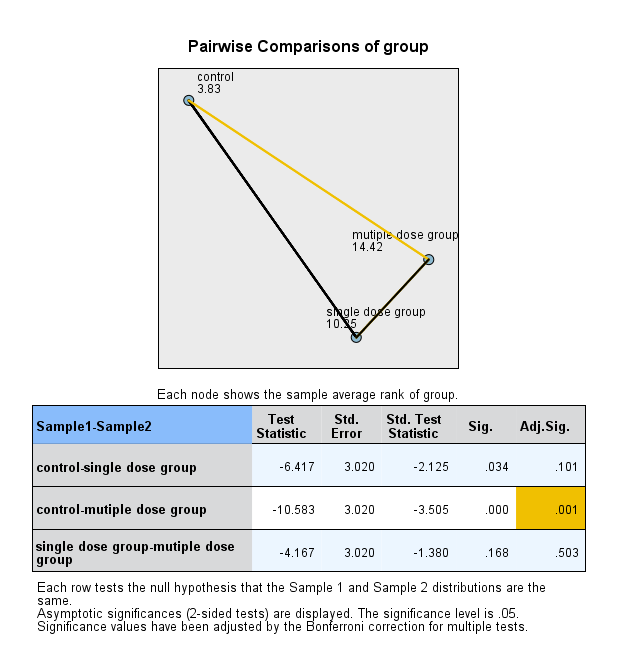 Pairwise Comparisons of group
control
3.83
mutiple dose group
14.42
single dose group
10.25
Each node shows the sample average rank of group.
Sample1-Sample2 Test Statistic Std. Error Std. Test Statistic Sig. Adj.Sig.
control-single dose group -6.417 3.020 -2.125 .034 .101
control-mutiple dose group -10.583 3.020 -3.505 .000 .001
single dose group-mutiple dose group -4.167 3.020 -1.380 .168 .503
Each row tests the null hypothesis that the Sample 1 and Sample 2 distributions are the
same.
Asymptotic significances (2-sided tests) are displayed. The significance level is .05.
Significance values have been adjusted by the Bonferroni correction for multiple tests.